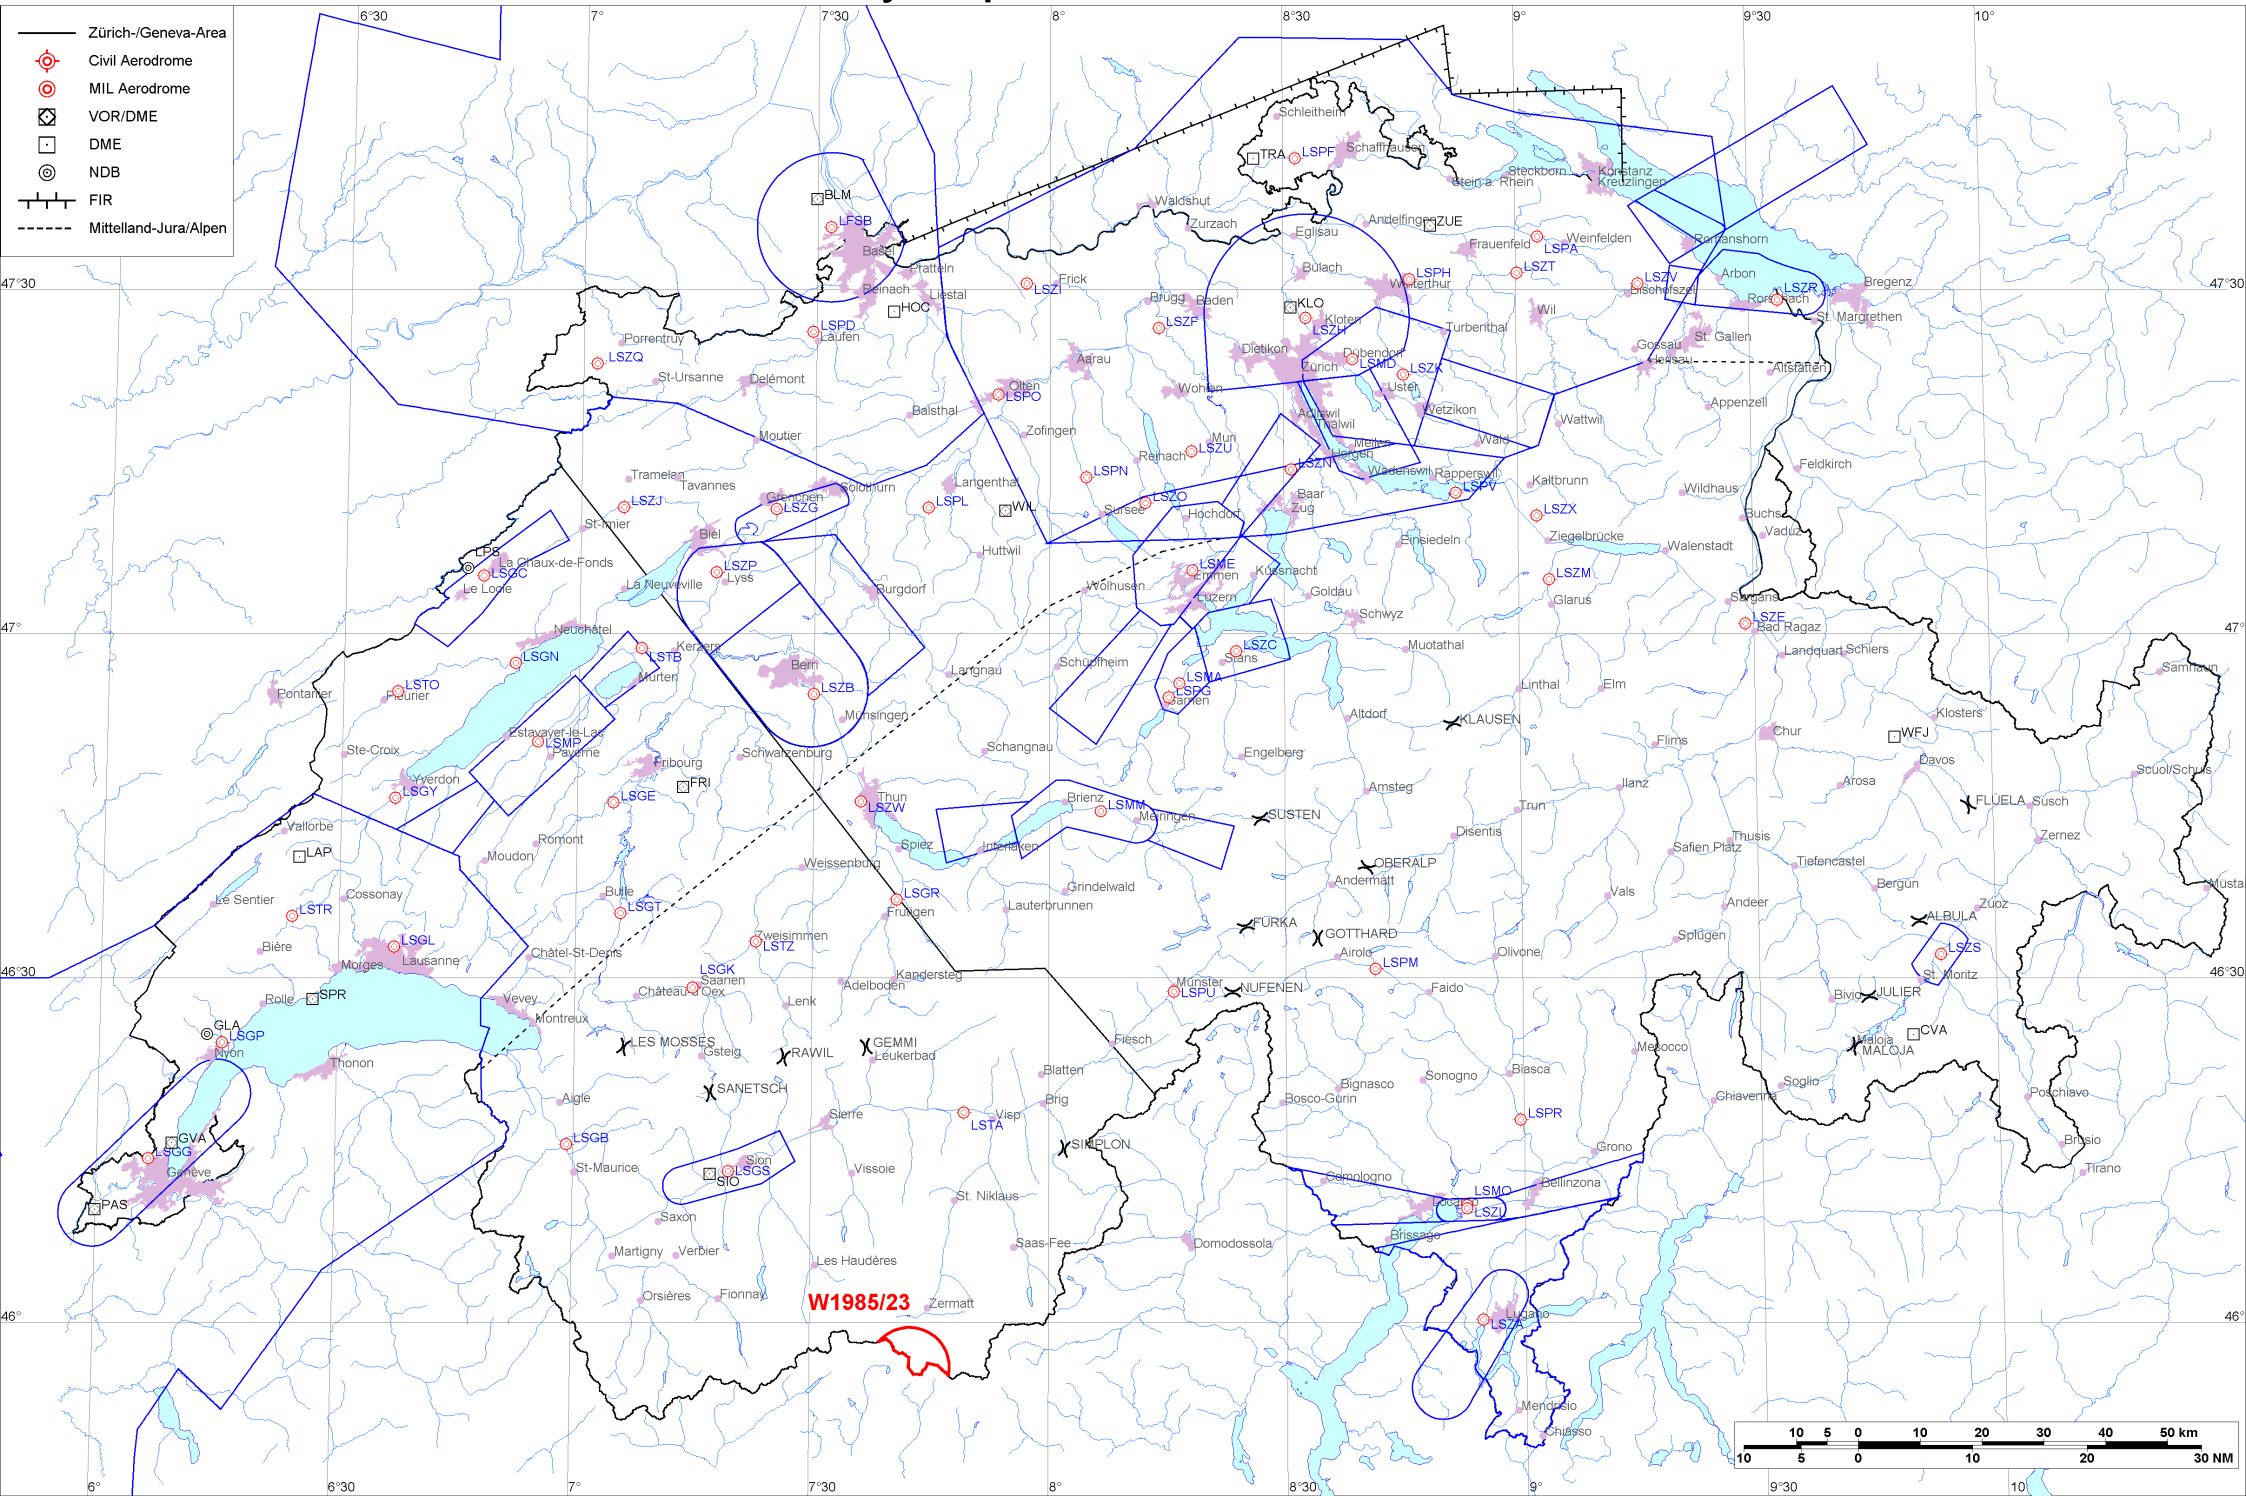 6°30
7°
7°30
8°
8°30
9°
9°30
10°
Zürich-/Geneva-Area
Civil Aerodrome
MIL Aerodrome
VOR/DME
DME
NDB
FIR
Mittelland-Jura/Alpen
Schleitheim
TRA
LSPF
Schaffhausen
Steckborn
Stein a. Rhein
Konstanz
Kreuzlingen
BLM
LFSB
Basel
Waldshut
Zurzach
Eglisau
Andelfingen
ZUE
Frauenfeld
LSPA
Weinfelden
Romanshorn
Pratteln
Reinach
Liestal
HOC
LSZI
Frick
Bülach
LSPH
Winterthur
LSZT
LSZV
Bischofszell
Arbon
LSZR
Rorschach
Bregenz
47°30
47°30
LSPD
Laufen
Brugg
Baden
LSZF
KLO
Kloten
LSZH
Turbenthal
Wil
St. Margrethen
St. Gallen
Gossau
Herisau
Altstätten
Porrentruy
LSZQ
St-Ursanne
Delémont
Aarau
Olten
LSPO
Dietikon
Zürich
Dübendorf
LSMD
LSZK
Uster
Wohlen
Wetzikon
Appenzell
Balsthal
Zofingen
Adliswil
Thalwil
Wattwil
Moutier
Muri
LSZU
Reinach
Meilen
Horgen
Wald
Tramelan
Tavannes
LSPN
LSZN
Wädenswil
Rapperswil
LSPV
Kaltbrunn
Feldkirch
Wildhaus
Solothurn
Grenchen
LSZG
Langenthal
LSPL
WIL
LSZJ
St-Imier
LSZO
Sursee
Hochdorf
Baar
Zug
LSZX
Buchs
Vaduz
Biel
LPS
La Chaux-de-Fonds
LSGC
Le Locle
LSZP
Lyss
La Neuveville
Huttwil
Burgdorf
Einsiedeln
Ziegelbrücke
Walenstadt
LSME
Emmen
Küssnacht
Wolhusen
Luzern
Goldau
LSZM
Glarus
Schwyz
Sargans
LSZE
Bad Ragaz
47°
47°
Neuchâtel
LSGN
LSTB
Kerzers
Murten
Bern
LSZB
Langnau
Schüpfheim
LSZC
Stans
Muotathal
Landquart
Schiers
Samnaun
LSTO
Fleurier
Pontarlier
LSMA
LSPG
Sarnen
Linthal
Elm
Münsingen
Altdorf
KLAUSEN
Klosters
Estavayer-le-Lac
LSMP
Payerne
Ste-Croix
Schwarzenburg
Schangnau
Engelberg
Flims
Chur
WFJ
Davos
Scuol/Schuls
Fribourg
FRI
Yverdon
LSGY
LSGE
Thun
LSZW
Brienz
LSMM
Meiringen
Amsteg
SUSTEN
Trun
Ilanz
Arosa
FLÜELA
Susch
Vallorbe
LAP
Romont
Moudon
Spiez
Interlaken
Disentis
Thusis
Safien Platz
Tiefencastel
Zernez
Weissenburg
OBERALP
Andermatt
Bergün
Le Sentier
Cossonay
LSTR
Bulle
LSGT
LSGR
Frutigen
Grindelwald
Lauterbrunnen
Vals
Andeer
Zuoz
ALBULA
Bière
LSGL
Lausanne
Morges
Châtel-St-Denis
Zweisimmen
LSTZ
FURKA
GOTTHARD
Airolo
LSPM
Olivone
Splügen
LSZS
St. Moritz
46°30
46°30
Rolle
SPR
Vevey
Montreux
LSGK
Saanen
Château-d'Oex
Adelboden
Kandersteg
Lenk
Münster
LSPU
NUFENEN
Faido
Bivio
JULIER
CVA
GLA
LSGP
Nyon
Thonon
LES MOSSES
Gsteig
RAWIL
GEMMI
Leukerbad
Fiesch
Mesocco
Maloja
MALOJA
SANETSCH
Blatten
Bignasco
Sonogno
Biasca
Soglio
Chiavenna
Poschiavo
Aigle
Brig
Bosco-Gurin
Sierre
LSTA
Visp
LSPR
GVA
LSGG
Genève
PAS
LSGB
St-Maurice
Sion
LSGS
SIO
Vissoie
SIMPLON
Grono
Brusio
Tirano
St. Niklaus
Comologno
LSMO
Locarno
LSZL
Bellinzona
Saxon
Martigny
Verbier
Les Haudères
Saas-Fee
Domodossola
Brissago
Orsières
Fionnay
W1985/23
Zermatt
46°
46°
Lugano
LSZA
Mendrisio
Chiasso
10 5 0 10 20 30 40 50 km
10 5 0 10 20 30 NM
6°
6°30
7°
7°30
8°
8°30
9°
9°30
10°